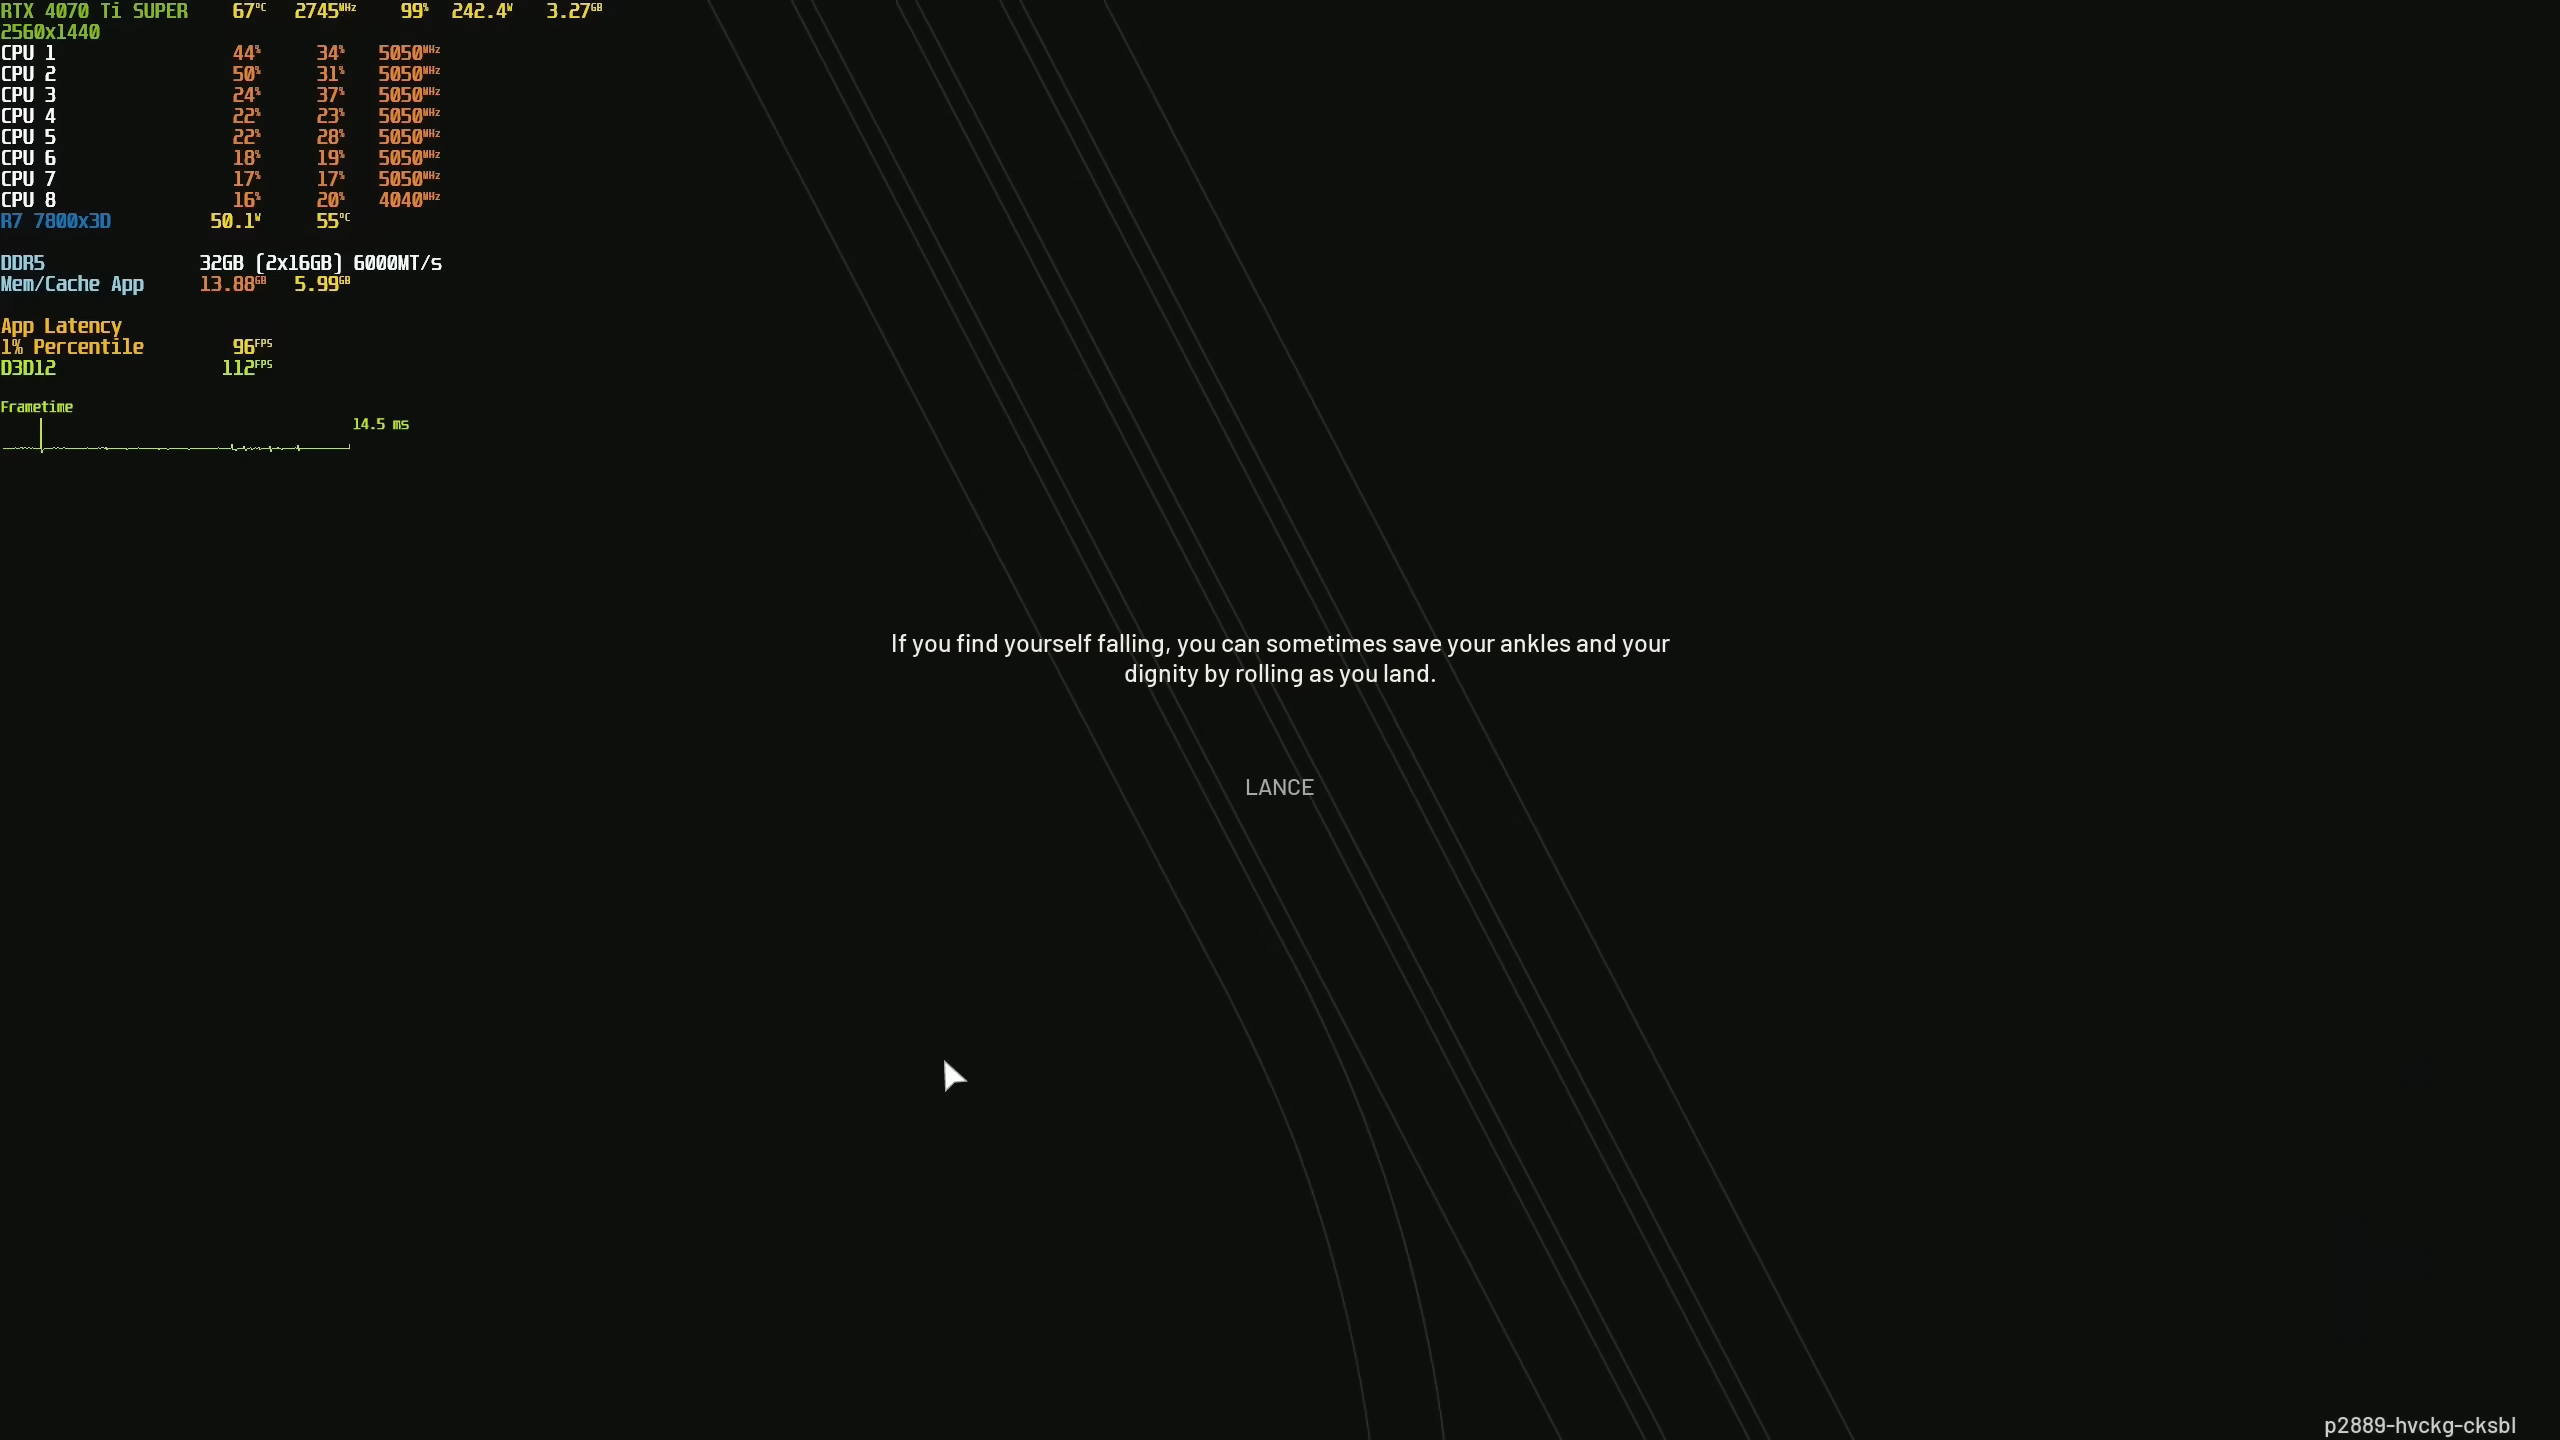 RTX 4070 Ti SUPER 67°C 2745MHz 99% 242.4W 3.27GB
2560x1440
CPU 1 44% 34% 5050MHz
CPU 2 50% 31% 5050MHz
CPU 3 24% 37% 5050MHz
CPU 4 22% 23% 5050MHz
CPU 5 22% 28% 5050MHz
CPU 6 18% 19% 5050MHz
CPU 7 17% 17% 5050MHz
CPU 8 16% 20% 4040MHz
R7 7800x3D 50.1W 55°C
DDR5 32GB (2x16GB) 6000MT/s
Mem/Cache App 13.88GB 5.99GB
App Latency
1% Percentile 96FPS
D3D12 112FPS
Frametime
14.5 ms
If you find yourself falling, you can sometimes save your ankles and your
dignity by rolling as you land.
LANCE
p2889-hvckg-cksbl